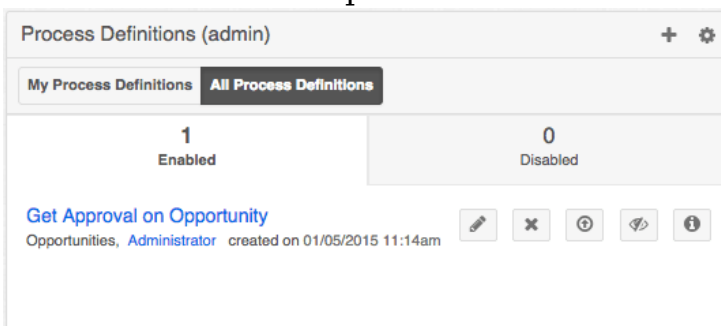 Process Definitions (admin)
My Process Definitions All Process Definitions
1 0
Enabled Disabled
Get Approval on Opportunity
Opportunities, Administrator created on 01/05/2015 11:14am